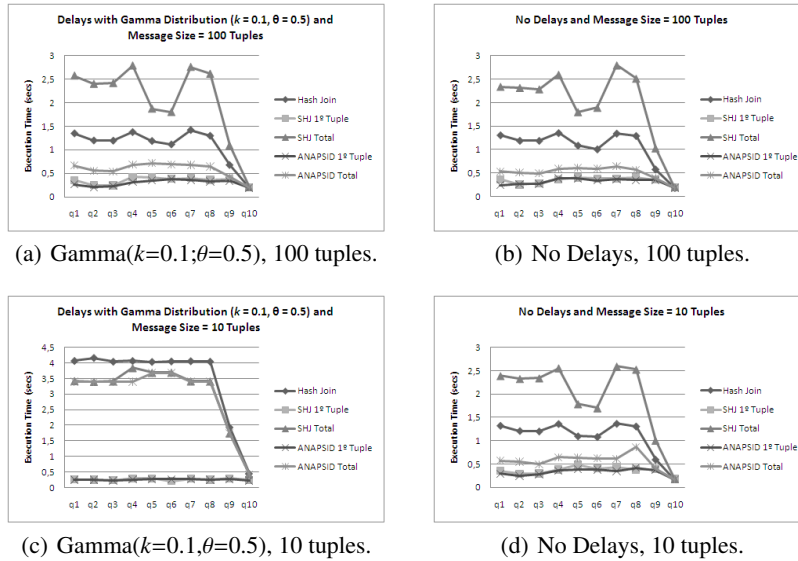 Delays with Gamma Distribution (k = 0.1, θ = 0.5) and
Message Size = 100 Tuples
Execution Time (secs)
3
2,5
2
1,5
1
0,5
0
q1 q2 q3 q4 q5 q6 q7 q8 q9 q10
Hash Join
SHJ 1º Tuple
SHJ Total
ANAPSID 1º Tuple
ANAPSID Total
(a) Gamma(k=0.1;θ=0.5), 100 tuples.
No Delays and Message Size = 100 Tuples
Execution Time (secs)
3
2,5
2
1,5
1
0,5
0
q1 q2 q3 q4 q5 q6 q7 q8 q9 q10
Hash Join
SHJ 1º Tuple
SHJ Total
ANAPSID 1º Tuple
ANAPSID Total
(b) No Delays, 100 tuples.
Delays with Gamma Distribution (k = 0.1, θ = 0.5) and
Message Size = 10 Tuples
Execution Time (secs)
4,5
4
3,5
3
2,5
2
1,5
1
0,5
0
q1 q2 q3 q4 q5 q6 q7 q8 q9 q10
Hash Join
SHJ 1º Tuple
SHJ Total
ANAPSID 1º Tuple
ANAPSID Total
(c) Gamma(k=0.1,θ=0.5), 10 tuples.
No Delays and Message Size = 10 Tuples
Execution Time (secs)
3
2,5
2
1,5
1
0,5
0
q1 q2 q3 q4 q5 q6 q7 q8 q9 q10
Hash Join
SHJ 1º Tuple
SHJ Total
ANAPSID 1º Tuple
ANAPSID Total
(d) No Delays, 10 tuples.